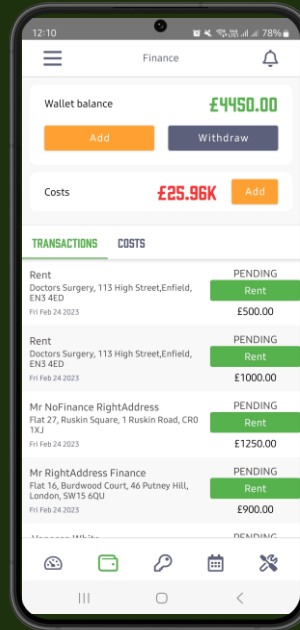 12:10
78%
Finance
Wallet balance
£4450.00
Add
Withdraw
Costs
£25.96K
Add
TRANSACTIONS
COSTS
Rent
PENDING
Doctors Surgery, 113 High Street,Enfield,
EN3 4ED
Rent
Fri Feb 24 2023
£500.00
Rent
PENDING
Doctors Surgery, 113 High Street,Enfield,
EN3 4ED
Rent
Fri Feb 24 2023
£1000.00
Mr NoFinance RightAddress
PENDING
Flat 27, Ruskin Square, 1 Ruskin Road, CR0
1XJ
Rent
Fri Feb 24 2023
£1250.00
Mr RightAddress Finance
PENDING
Flat 16, Burdwood Court, 46 Putney Hill,
London, SW15 6QU
Rent
Fri Feb 24 2023
£900.00
PENDING